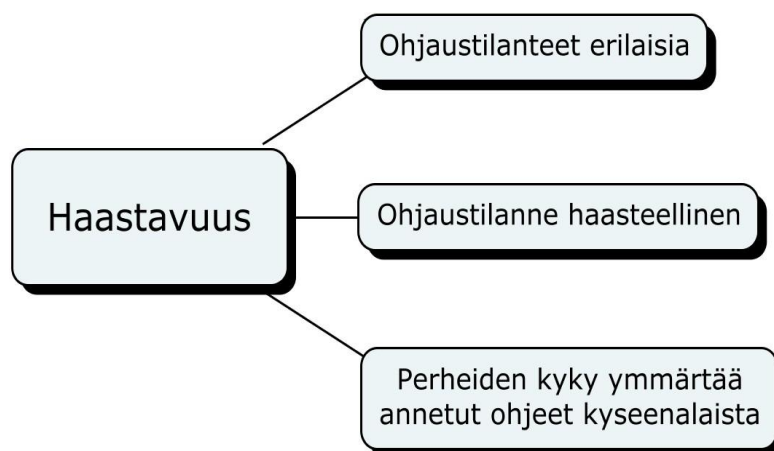 Ohjaustilanteet erilaisia
Haastavuus
Ohjaustilanne haasteellinen
Perheiden kyky ymmärtää
annetut ohjeet kyseenalaista